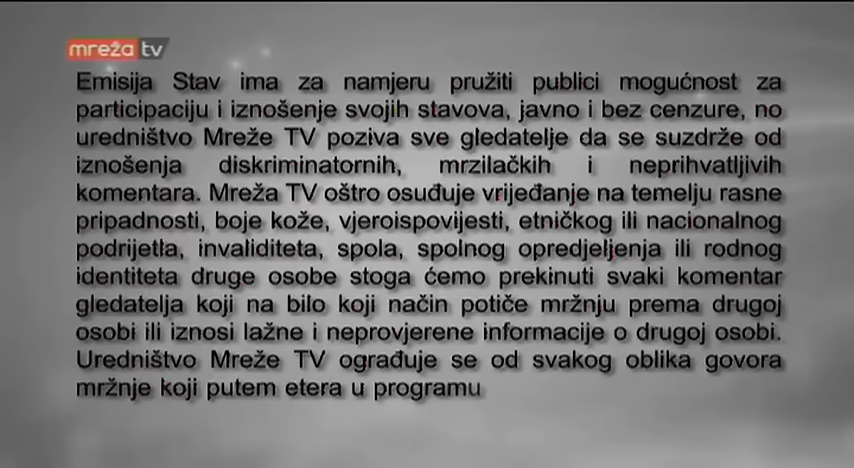 mreža tv
Emisija Stav ima za namjeru pružiti publici mogućnost za
participaciju i iznošenje svojih stavova, javno i bez cenzure, no
uredništvo Mreže TV poziva sve gledatelje da se suzdrže od
iznošenja diskriminatornih, mrzilačkih i neprihvatljivih
komentara. Mreža TV oštro osuđuje vrijeđanje na temelju rasne
pripadnosti, boje kože, vjeroispovijesti, etničkog ili nacionalnog
podrijetla, invaliditeta, spola, spolnog opredjeljenja ili rodnog
identiteta druge osobe stoga ćemo prekinuti svaki komentar
gledatelja koji na bilo koji način potiče mržnju prema drugoj
osobi ili iznosi lažne i neprovjerene informacije o drugoj osobi.
Uredništvo Mreže TV ograđuje se od svakog oblika govora
mržnje koji putem etera u programu